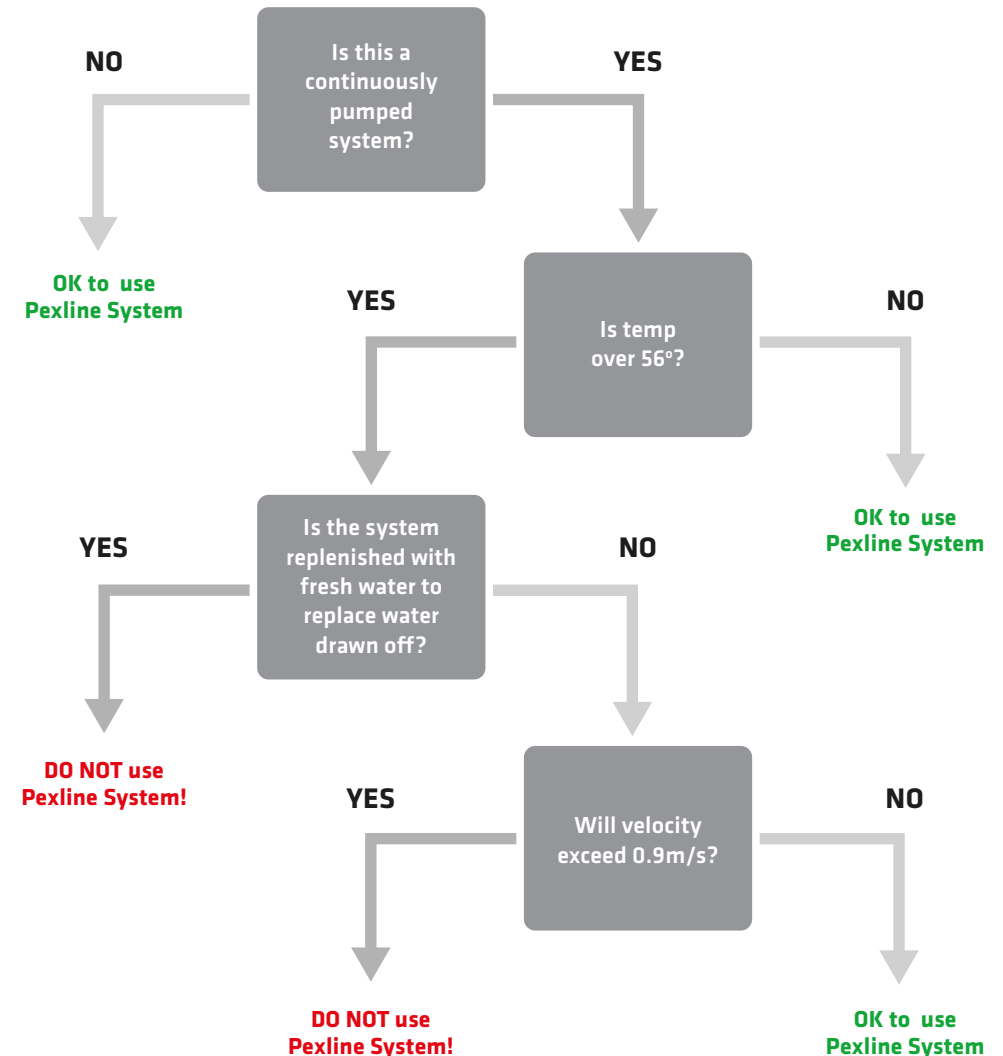 Is this a
continuously
pumped
system?
NO
YES
OK to use
Pexline System
Is temp
over 56º?
YES
NO
OK to use
Pexline System
Is the system
replenished with
fresh water to
replace water
drawn off?
YES
NO
DO NOT use
Pexline System!
Will velocity
exceed 0.9m/s?
YES
NO
DO NOT use
Pexline System!
OK to use
Pexline System